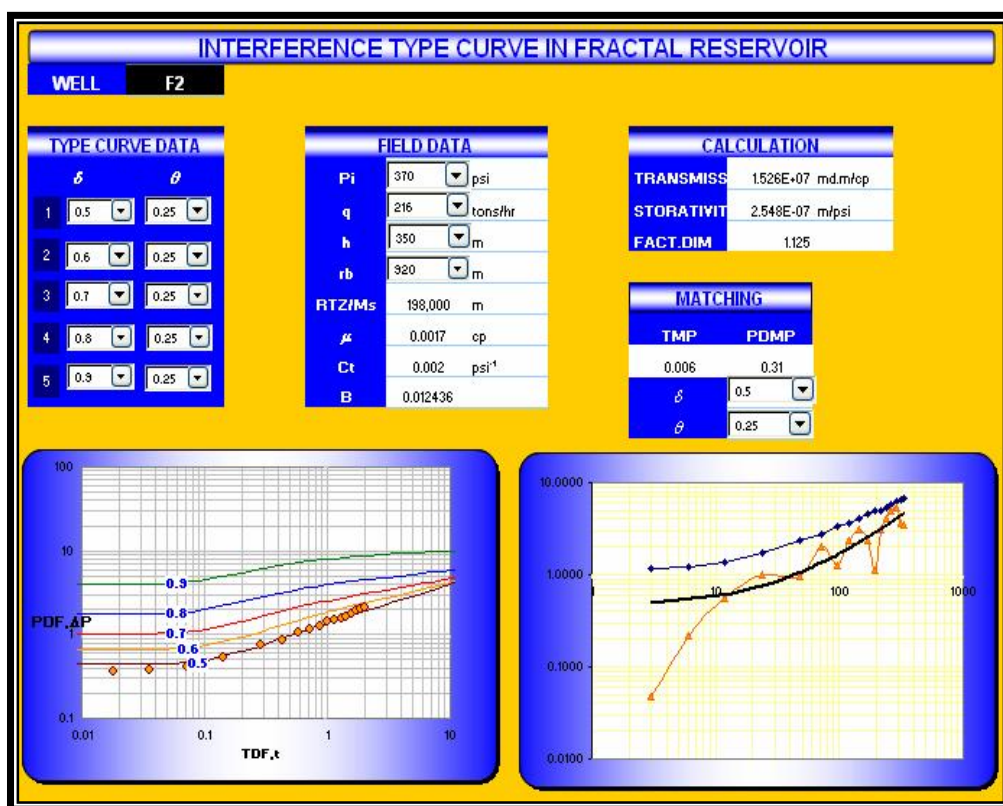 INTERFERENCE TYPE CURVE IN FRACTAL RESERVOIR
WELL F2
TYPE CURVE DATA
δ θ
1 0.5 0.25
2 0.6 0.25
3 0.7 0.25
4 0.8 0.25
5 0.9 0.25
FIELD DATA
Pi 370 psi
q 216 tons/hr
h 350 m
rb 920 m
RTZ/Ms 198,000 m
μ 0.0017 cp
Ct 0.002 psi⁻¹
B 0.012436
CALCULATION
TRANSMISS 1.526E+07 md.m/cp
STORATIVIT 2.548E-07 m/psi
FACT.DIM 1.125
MATCHING
TMP PDMP
0.006 0.31
δ 0.5
θ 0.25
100
10
1
0.1
PDF,ΔP
0.9
0.8
0.7
0.6
0.5
0.01 0.1 1 10
TDF,t
10.0000
1.0000
0.1000
0.0100
1 10 100 1000